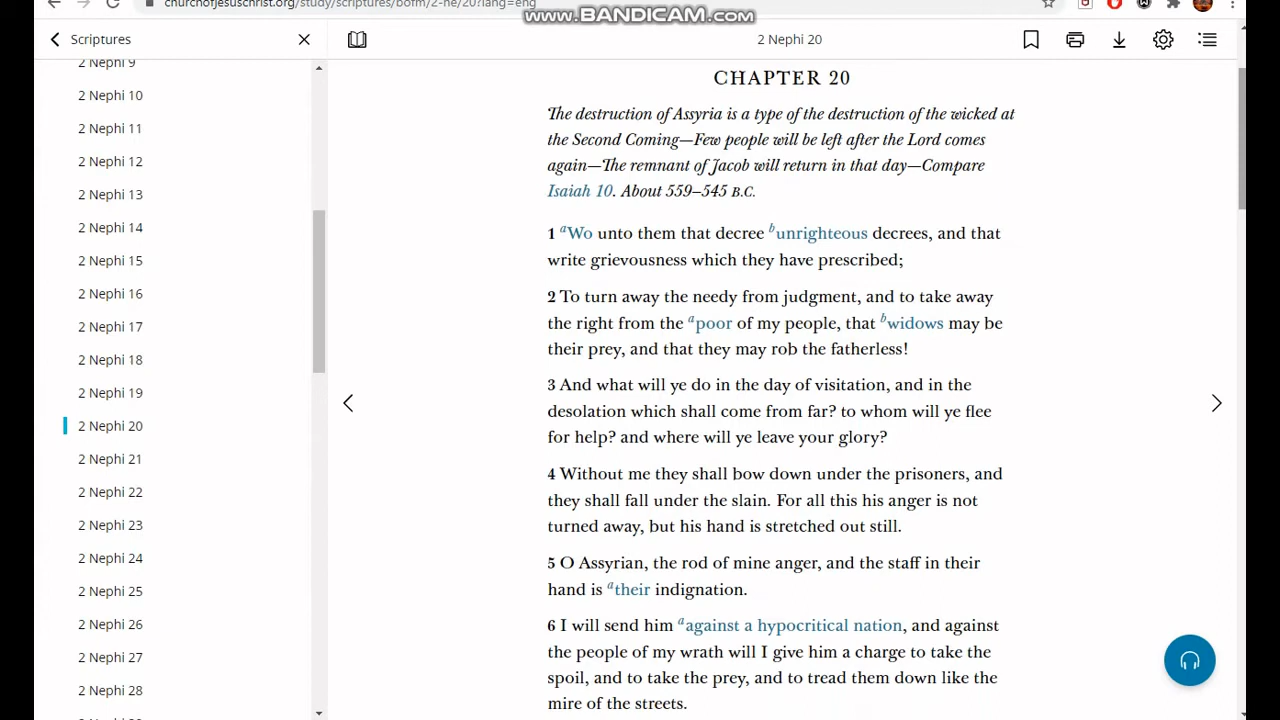 churchofjesuschrist.org/study/scriptures/bofm/2-ne/20?lang=eng
www.BANDICAM.com
Scriptures
2 Nephi 20
2 Nephi 9
2 Nephi 10
2 Nephi 11
2 Nephi 12
2 Nephi 13
2 Nephi 14
2 Nephi 15
2 Nephi 16
2 Nephi 17
2 Nephi 18
2 Nephi 19
2 Nephi 20
2 Nephi 21
2 Nephi 22
2 Nephi 23
2 Nephi 24
2 Nephi 25
2 Nephi 26
2 Nephi 27
2 Nephi 28
CHAPTER 20
The destruction of Assyria is a type of the destruction of the wicked at
the Second Coming—Few people will be left after the Lord comes
again—The remnant of Jacob will return in that day—Compare
Isaiah 10. About 559–545 B.C.
1 aWo unto them that decree bunrighteous decrees, and that
write grievousness which they have prescribed;
2 To turn away the needy from judgment, and to take away
the right from the apoor of my people, that bwidows may be
their prey, and that they may rob the fatherless!
3 And what will ye do in the day of visitation, and in the
desolation which shall come from far? to whom will ye flee
for help? and where will ye leave your glory?
4 Without me they shall bow down under the prisoners, and
they shall fall under the slain. For all this his anger is not
turned away, but his hand is stretched out still.
5 O Assyrian, the rod of mine anger, and the staff in their
hand is atheir indignation.
6 I will send him aagainst a hypocritical nation, and against
the people of my wrath will I give him a charge to take the
spoil, and to take the prey, and to tread them down like the
mire of the streets.